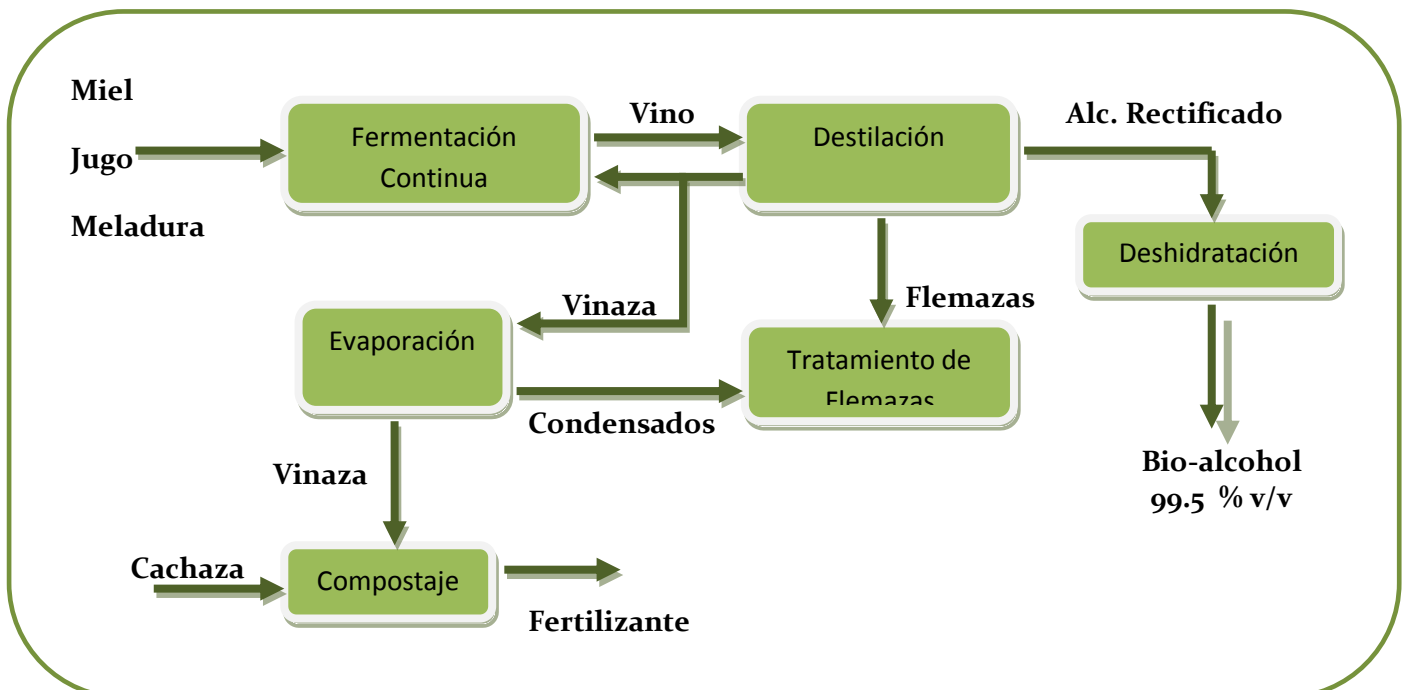 Miel
Jugo
Meladura
Fermentación
Continua
Vino
Destilación
Alc. Rectificado
Deshidratación
Vinaza
Flemazas
Evaporación
Tratamiento de
Flemazas
Condensados
Bio-alcohol
99.5 % v/v
Vinaza
Cachaza
Compostaje
Fertilizante